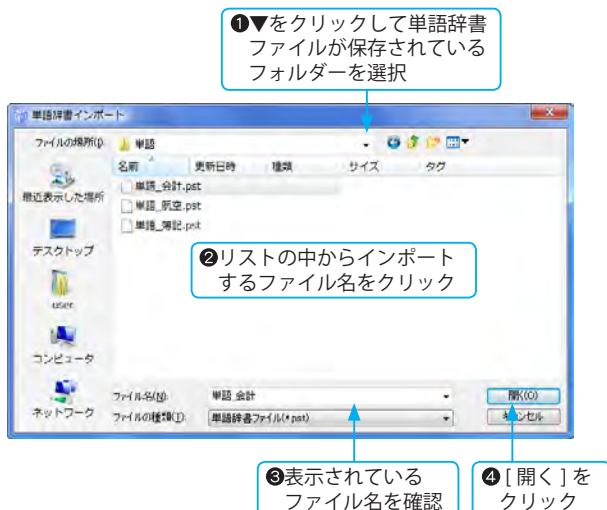 ❶▼をクリックして単語辞書
ファイルが保存されている
フォルダーを選択
単語辞書インポート
ファイルの場所(I):
単語
名前
更新日時
種類
サイズ
タグ
単語_会計.pst
単語_航空.pst
単語_簿記.pst
最近表示した場所
デスクトップ
user
コンピュータ
ネットワーク
❷リストの中からインポート
するファイル名をクリック
ファイル名(N):
単語_会計
開く(O)
ファイルの種類(T):
単語辞書ファイル(*.pst)
キャンセル
❸表示されている
ファイル名を確認
❹[ 開く ] を
クリック